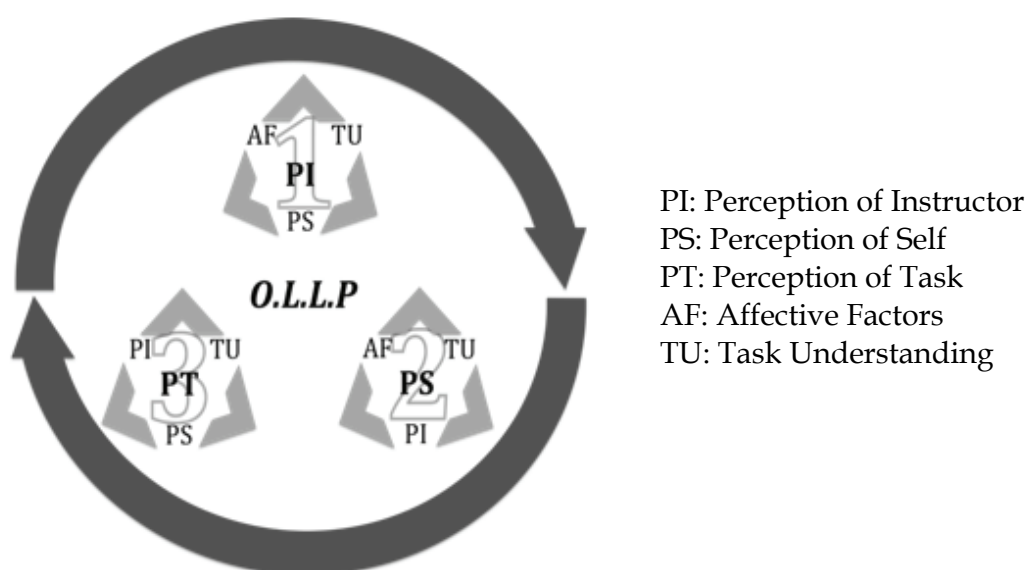 AF 1 TU
PI
PS
O.L.L.P
PI 3 TU
PT
PS
AF 2 TU
PS
PI
PI: Perception of Instructor
PS: Perception of Self
PT: Perception of Task
AF: Affective Factors
TU: Task Understanding